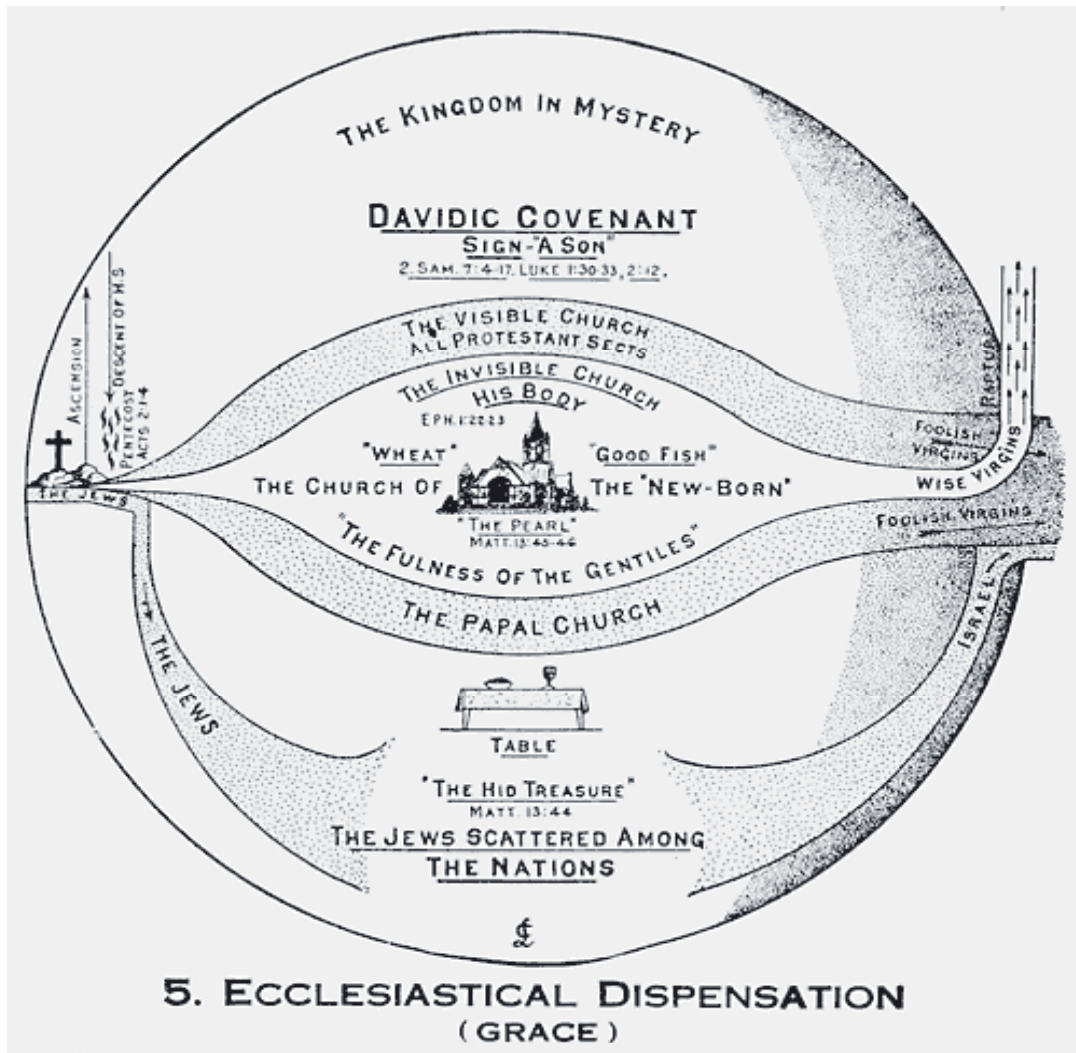 THE KINGDOM IN MYSTERY
DAVIDIC COVENANT
SIGN-"A SON"
2. SAM. 7:4-17. LUKE 1:30-33, 2:12.
ASCENSION
DESCENT OF H.S
PENTECOST
ACTS 2:1-4
THE VISIBLE CHURCH
ALL PROTESTANT SECTS
THE INVISIBLE CHURCH
HIS BODY
EPH. 1:22-23
"WHEAT"
"GOOD FISH"
THE CHURCH OF
THE "NEW-BORN"
"THE PEARL"
MATT. 13:45-46
"THE FULNESS OF THE GENTILES"
THE PAPAL CHURCH
RAPTURE
FOOLISH
VIRGINS
WISE VIRGINS
FOOLISH VIRGINS
ISRAEL
THE JEWS
THE JEWS
TABLE
"THE HID TREASURE"
MATT. 13:44
THE JEWS SCATTERED AMONG
THE NATIONS
5. ECCLESIASTICAL DISPENSATION
(GRACE)